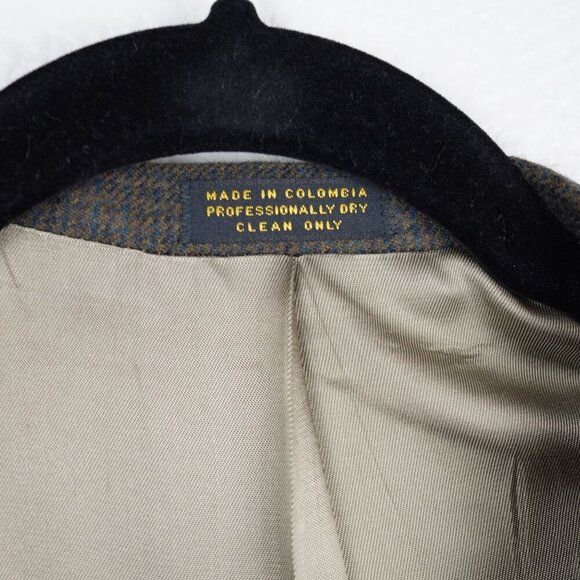 MADE IN COLOMBIA
PROFESSIONALLY DRY
CLEAN ONLY